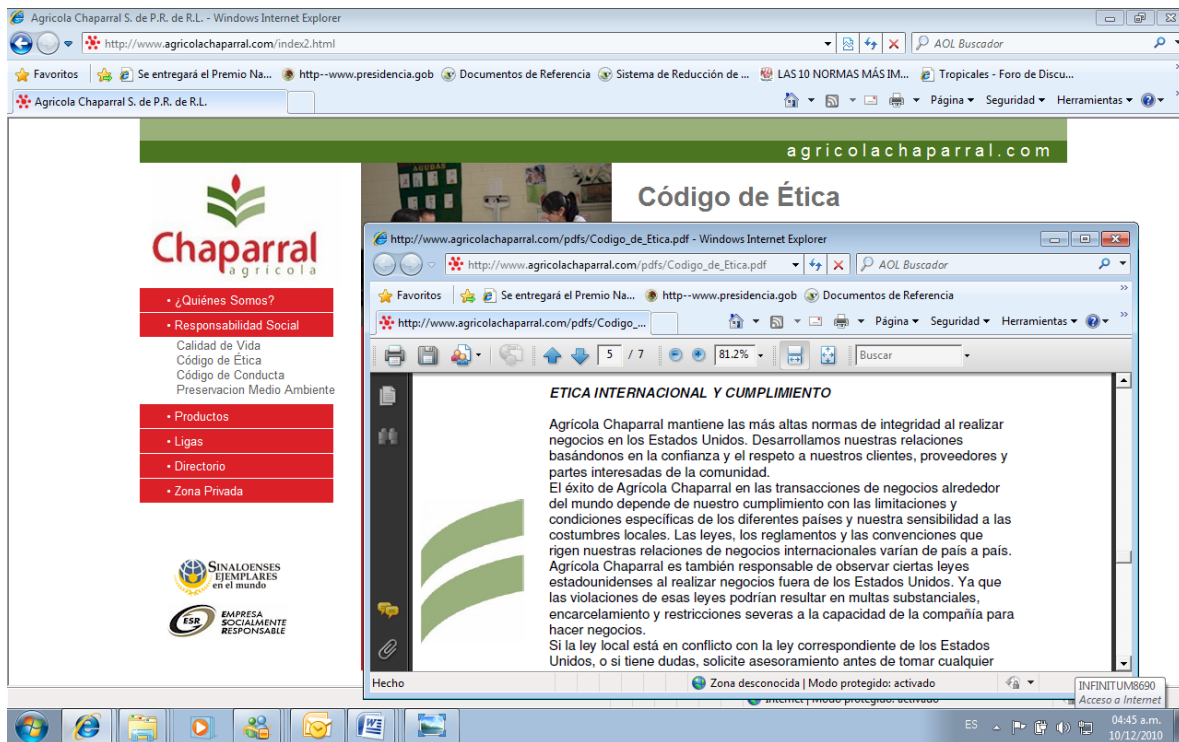 Agricola Chaparral S. de P.R. de R.L. - Windows Internet Explorer
http://www.agricolachaparral.com/index2.html
AOL Buscador
Favoritos Se entregará el Premio Na... http--www.presidencia.gob Documentos de Referencia Sistema de Reducción de ... LAS 10 NORMAS MÁS IM... Tropicales - Foro de Discu...
Agricola Chaparral S. de P.R. de R.L.
Página Seguridad Herramientas
agricolachaparral.com
Chaparral
agrícola
• ¿Quiénes Somos?
• Responsabilidad Social
Calidad de Vida
Código de Ética
Código de Conducta
Preservacion Medio Ambiente
• Productos
• Ligas
• Directorio
• Zona Privada
SINALOENSES
EJEMPLARES
en el mundo
ESR
EMPRESA
SOCIALMENTE
RESPONSABLE
AGUDAS
Código de Ética
http://www.agricolachaparral.com/pdfs/Codigo_de_Etica.pdf - Windows Internet Explorer
http://www.agricolachaparral.com/pdfs/Codigo_de_Etica.pdf
AOL Buscador
Favoritos Se entregará el Premio Na... http--www.presidencia.gob Documentos de Referencia
http://www.agricolachaparral.com/pdfs/Codigo_...
Página Seguridad Herramientas
5 / 7 81.2% Buscar
ETICA INTERNACIONAL Y CUMPLIMIENTO
Agrícola Chaparral mantiene las más altas normas de integridad al realizar
negocios en los Estados Unidos. Desarrollamos nuestras relaciones
basándonos en la confianza y el respeto a nuestros clientes, proveedores y
partes interesadas de la comunidad.
El éxito de Agrícola Chaparral en las transacciones de negocios alrededor
del mundo depende de nuestro cumplimiento con las limitaciones y
condiciones específicas de los diferentes países y nuestra sensibilidad a las
costumbres locales. Las leyes, los reglamentos y las convenciones que
rigen nuestras relaciones de negocios internacionales varían de país a país.
Agrícola Chaparral es también responsable de observar ciertas leyes
estadounidenses al realizar negocios fuera de los Estados Unidos. Ya que
las violaciones de esas leyes podrían resultar en multas substanciales,
encarcelamiento y restricciones severas a la capacidad de la compañía para
hacer negocios.
Si la ley local está en conflicto con la ley correspondiente de los Estados
Unidos, o si tiene dudas, solicite asesoramiento antes de tomar cualquier
Hecho
Zona desconocida | Modo protegido: activado
Internet | Modo protegido: activado
INFINITUM8690
Acceso a Internet
ES
04:45 a.m.
10/12/2010